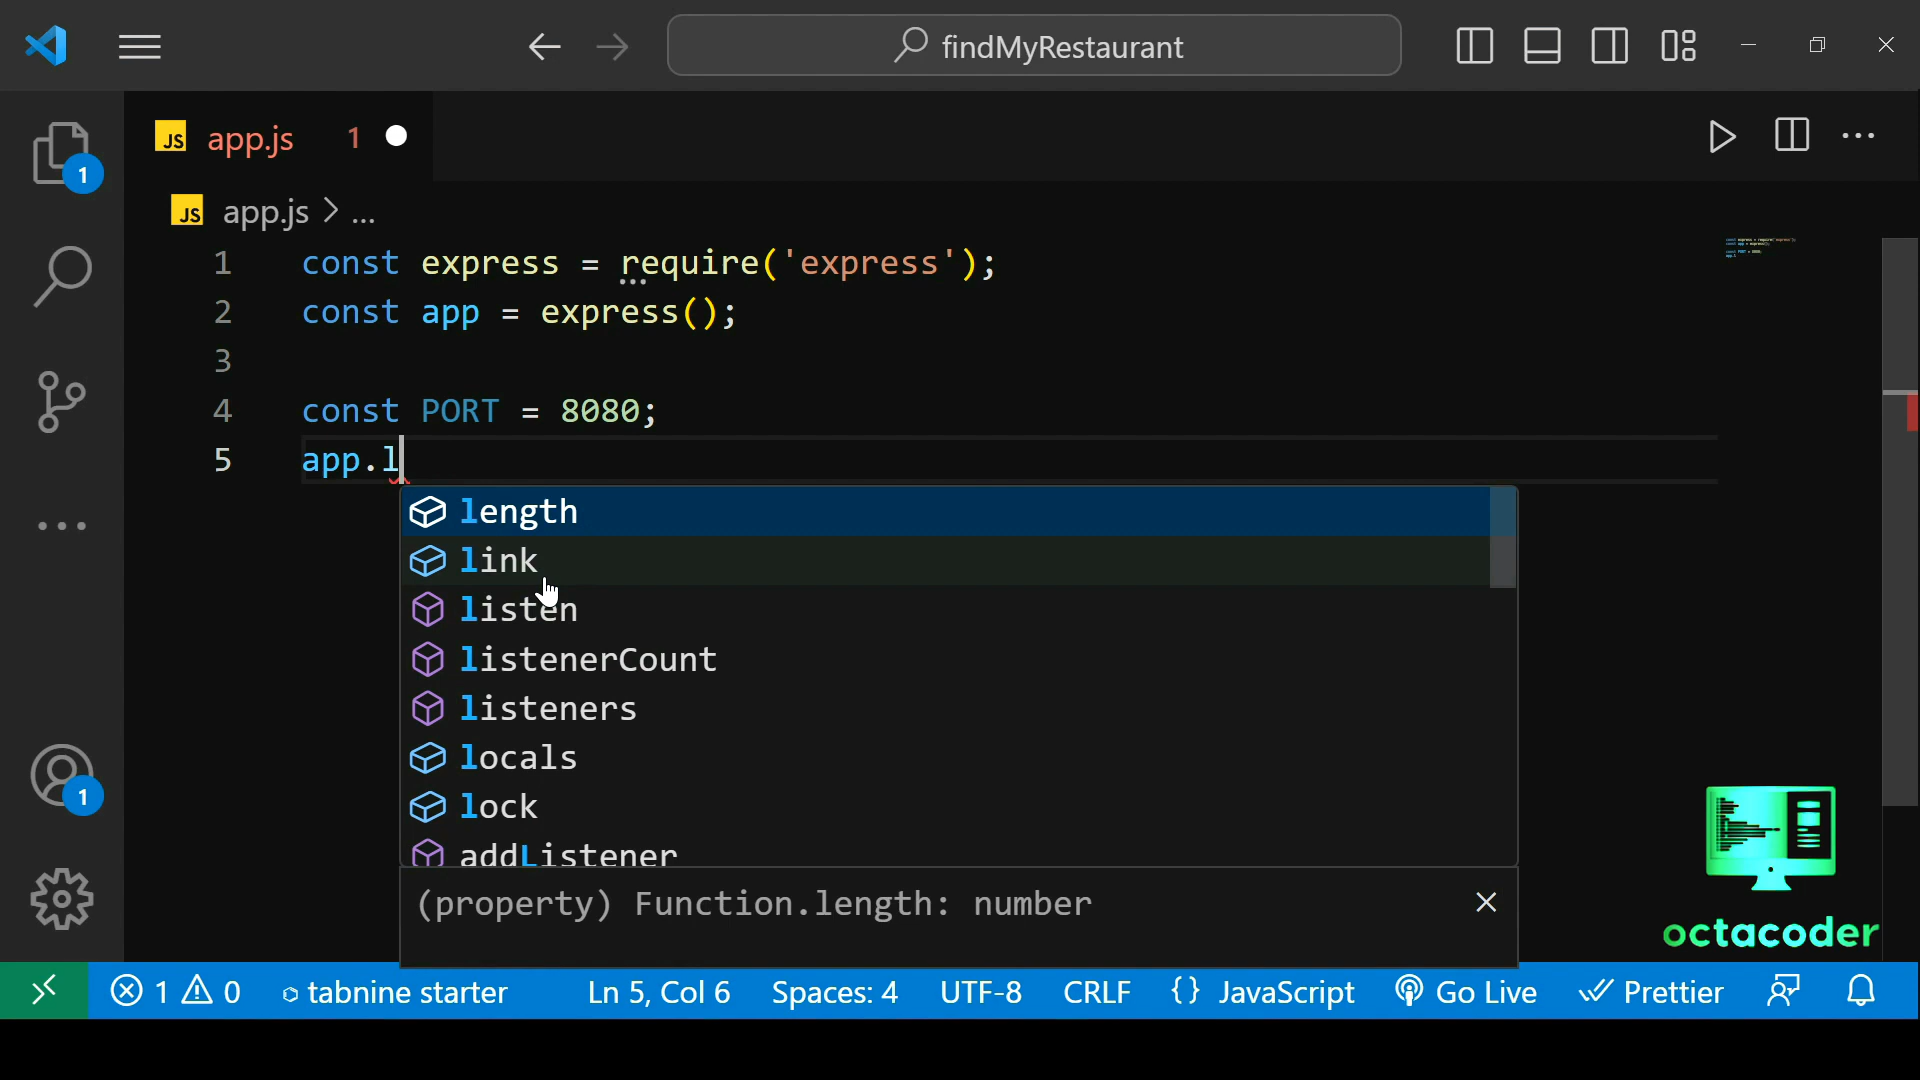 findMyRestaurant
JS app.js 1
1
JS app.js > ...
1 const express = require('express');
2 const app = express();
3
4 const PORT = 8080;
5 app.l
length
link
listen
listenerCount
listeners
locals
lock
addListener
(property) Function.length: number
1
octacoder
1 0 tabnine starter Ln 5, Col 6 Spaces: 4 UTF-8 CRLF {} JavaScript Go Live Prettier